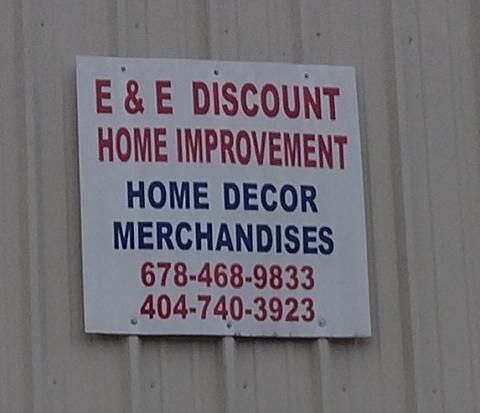 E & E DISCOUNT
HOME IMPROVEMENT
HOME DECOR
MERCHANDISES
678-468-9833
404-740-3923